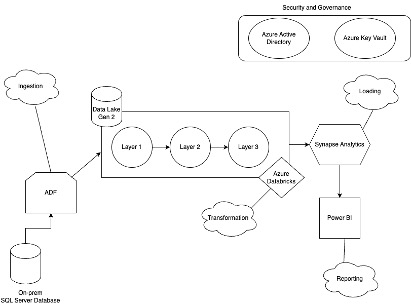 Security and Governance
Azure Active
Directory
Azure Key Vault
Ingestion
Data Lake
Gen 2
Loading
Layer 1
Layer 2
Layer 3
Synapse Analytics
ADF
Azure
Databricks
Transformation
Power BI
On-prem
SQL Server Database
Reporting